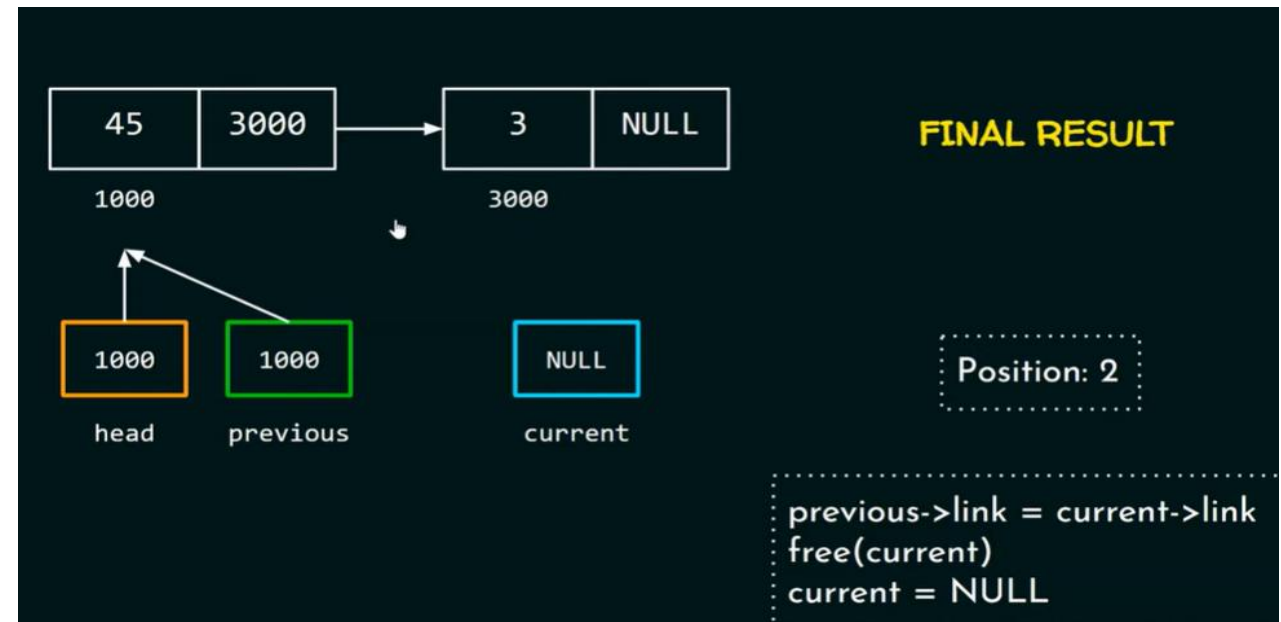 45 3000 3 NULL
FINAL RESULT
1000 3000
1000 1000 NULL
Position: 2
head previous current
previous->link = current->link
free(current)
current = NULL